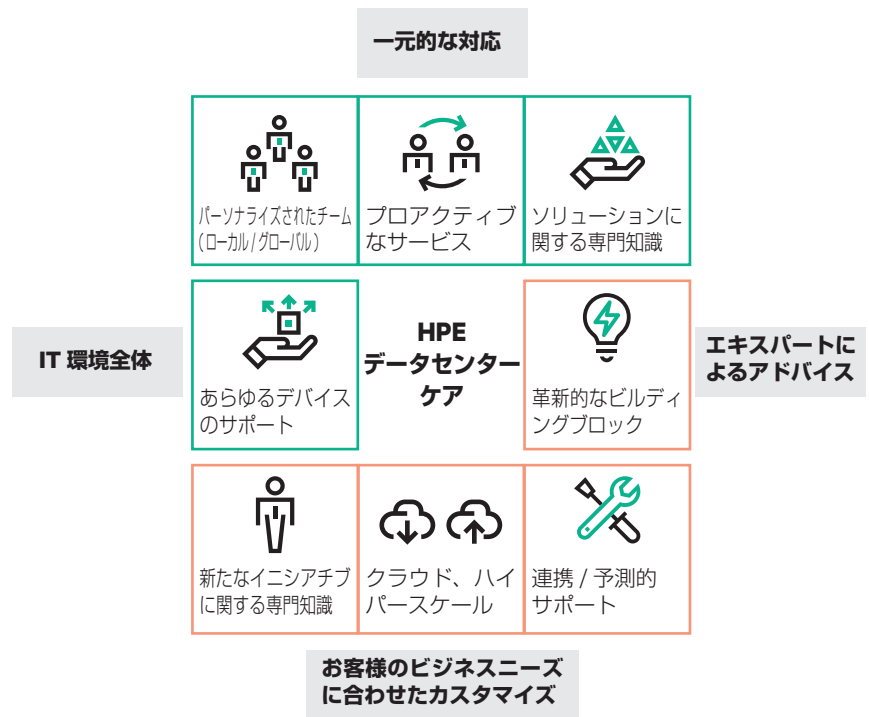 一元的な対応
パーソナライズされたチーム
(ローカル/グローバル)
プロアクティブ
なサービス
ソリューションに
関する専門知識
IT 環境全体
あらゆるデバイス
のサポート
HPE
データセンター
ケア
革新的なビルディ
ングブロック
エキスパートに
よるアドバイス
新たなイニシアチブ
に関する専門知識
クラウド、ハイ
パースケール
連携 / 予測的
サポート
お客様のビジネスニーズ
に合わせたカスタマイズ